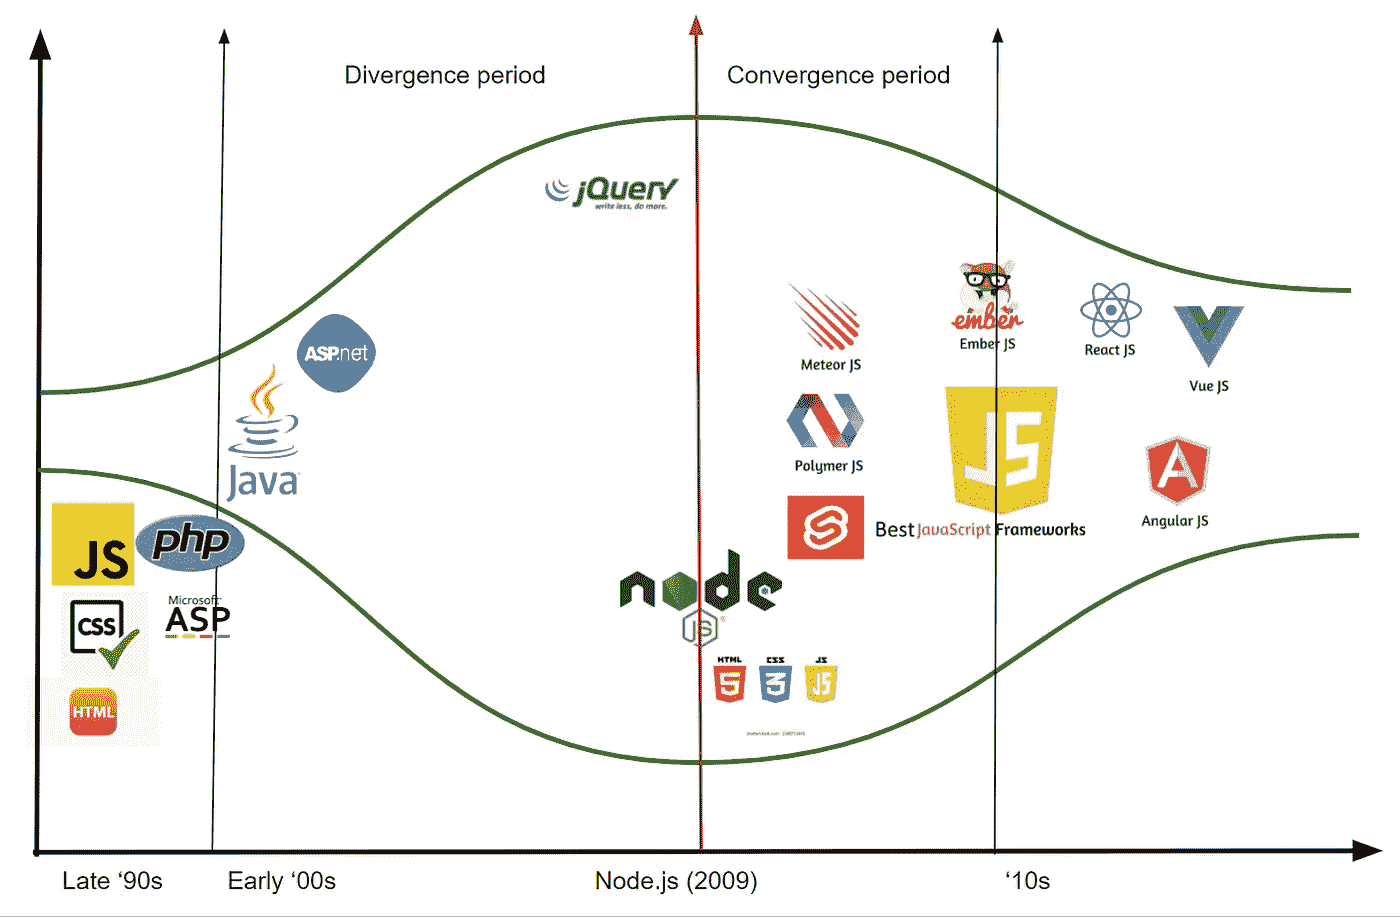 Divergence period
Convergence period
jQuery
write less, do more.
ASP.net
Java
JS
php
CSS
Microsoft
ASP
HTML
node
JS
HTML
5
CSS
3
JS
JS
Meteor JS
ember
Ember JS
React JS
Vue JS
Polymer JS
JS
Best JavaScript Frameworks
A
Angular JS
Late ‘90s
Early ‘00s
Node.js (2009)
‘10s